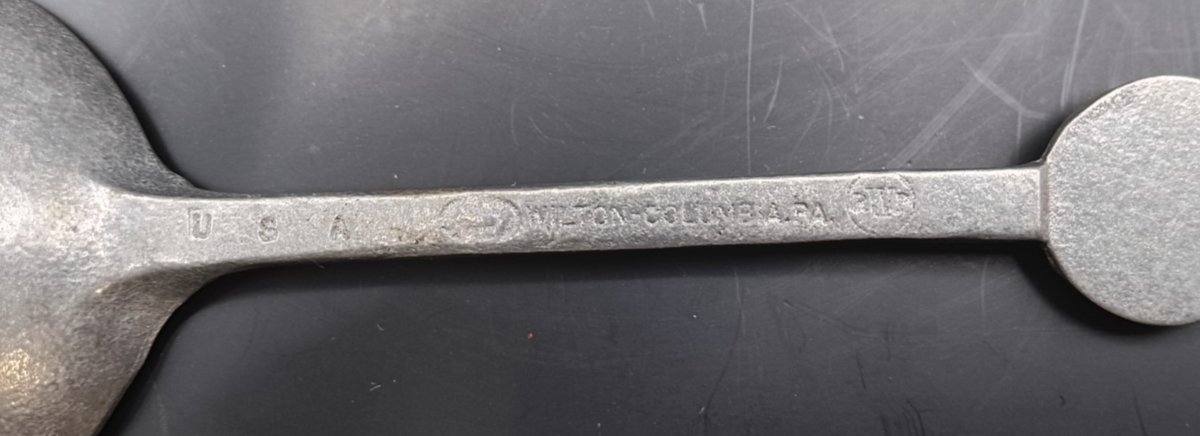 U S A WILTON-COLUMBIA.PA.